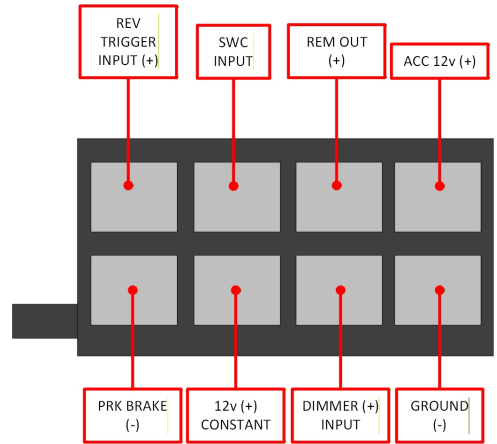 REV
TRIGGER
INPUT (+)
SWC
INPUT
REM OUT
(+)
ACC 12v (+)
PRK BRAKE
(-)
12v (+)
CONSTANT
DIMMER (+)
INPUT
GROUND
(-)